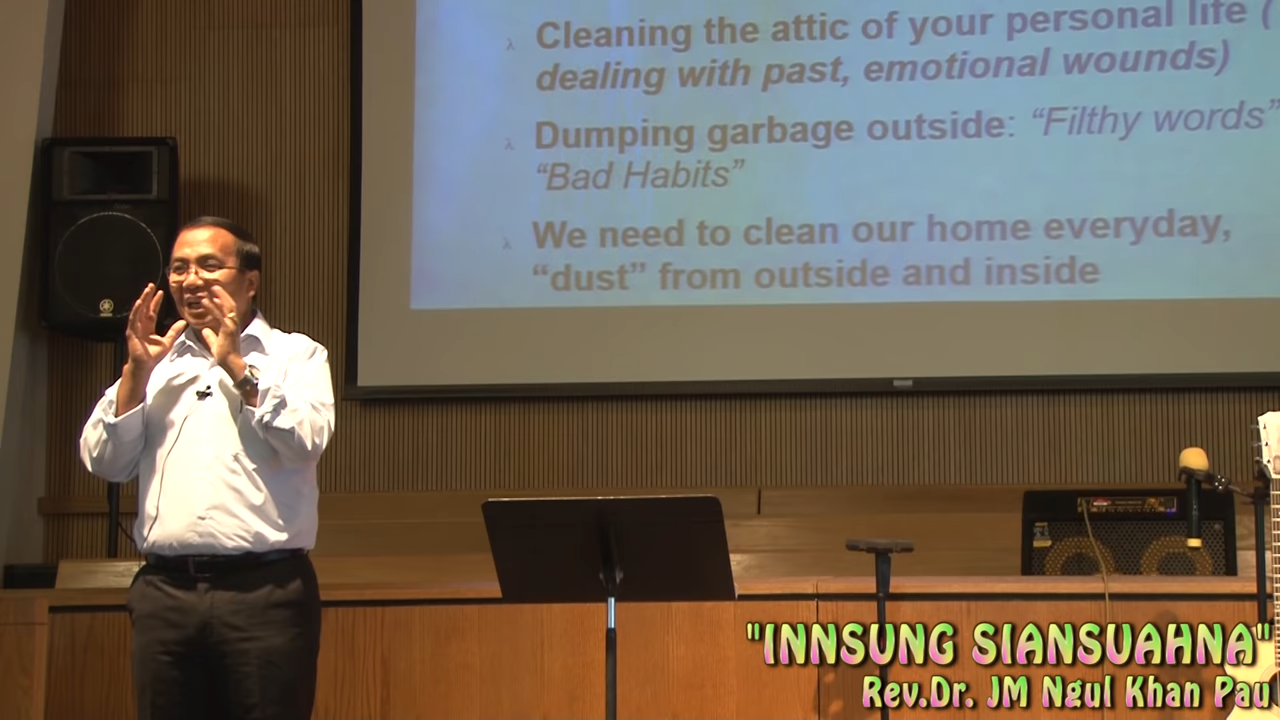 Cleaning the attic of your personal life (
dealing with past, emotional wounds)
Dumping garbage outside: “Filthy words”
“Bad Habits”
We need to clean our home everyday,
“dust” from outside and inside
"INNSUNG SIANSUAHNA"
Rev.Dr. JM Ngul Khan Pau